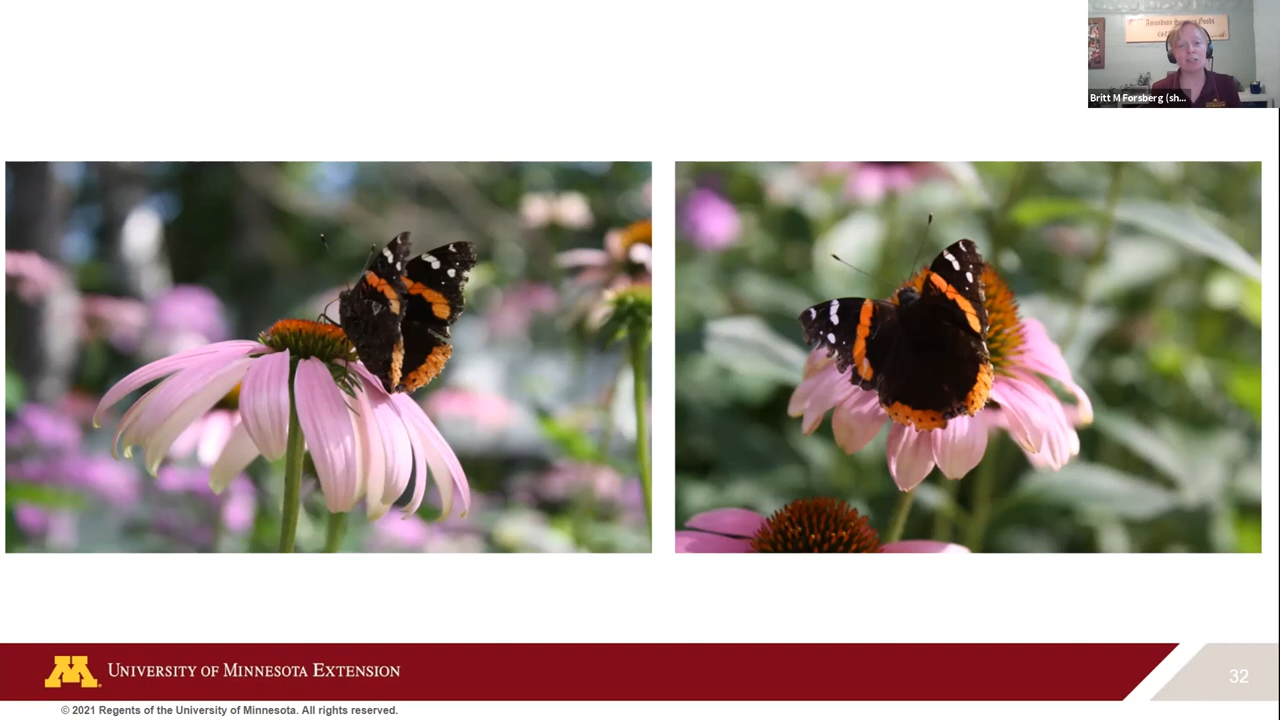 Britt M Forsberg (sh...
UNIVERSITY OF MINNESOTA EXTENSION
32
© 2021 Regents of the University of Minnesota. All rights reserved.